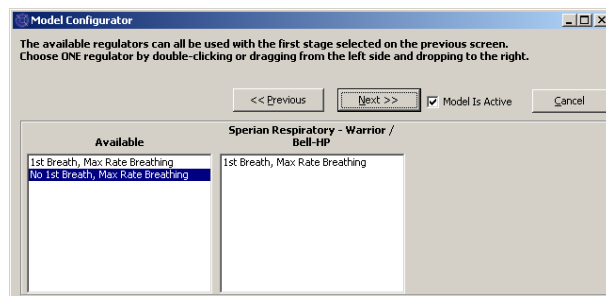 Model Configurator
The available regulators can all be used with the first stage selected on the previous screen.
Choose ONE regulator by double-clicking or dragging from the left side and dropping to the right.
<< Previous
Next >>
Model Is Active
Cancel
Available
Sperian Respiratory - Warrior /
Bell-HP
1st Breath, Max Rate Breathing
No 1st Breath, Max Rate Breathing
1st Breath, Max Rate Breathing